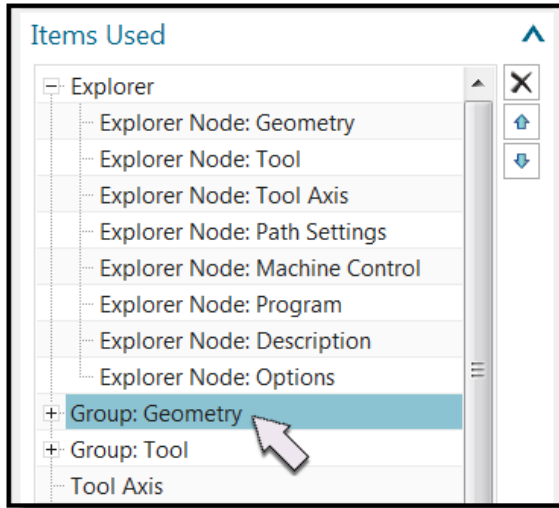 Items Used
Explorer
Explorer Node: Geometry
Explorer Node: Tool
Explorer Node: Tool Axis
Explorer Node: Path Settings
Explorer Node: Machine Control
Explorer Node: Program
Explorer Node: Description
Explorer Node: Options
Group: Geometry
Group: Tool
Tool Axis